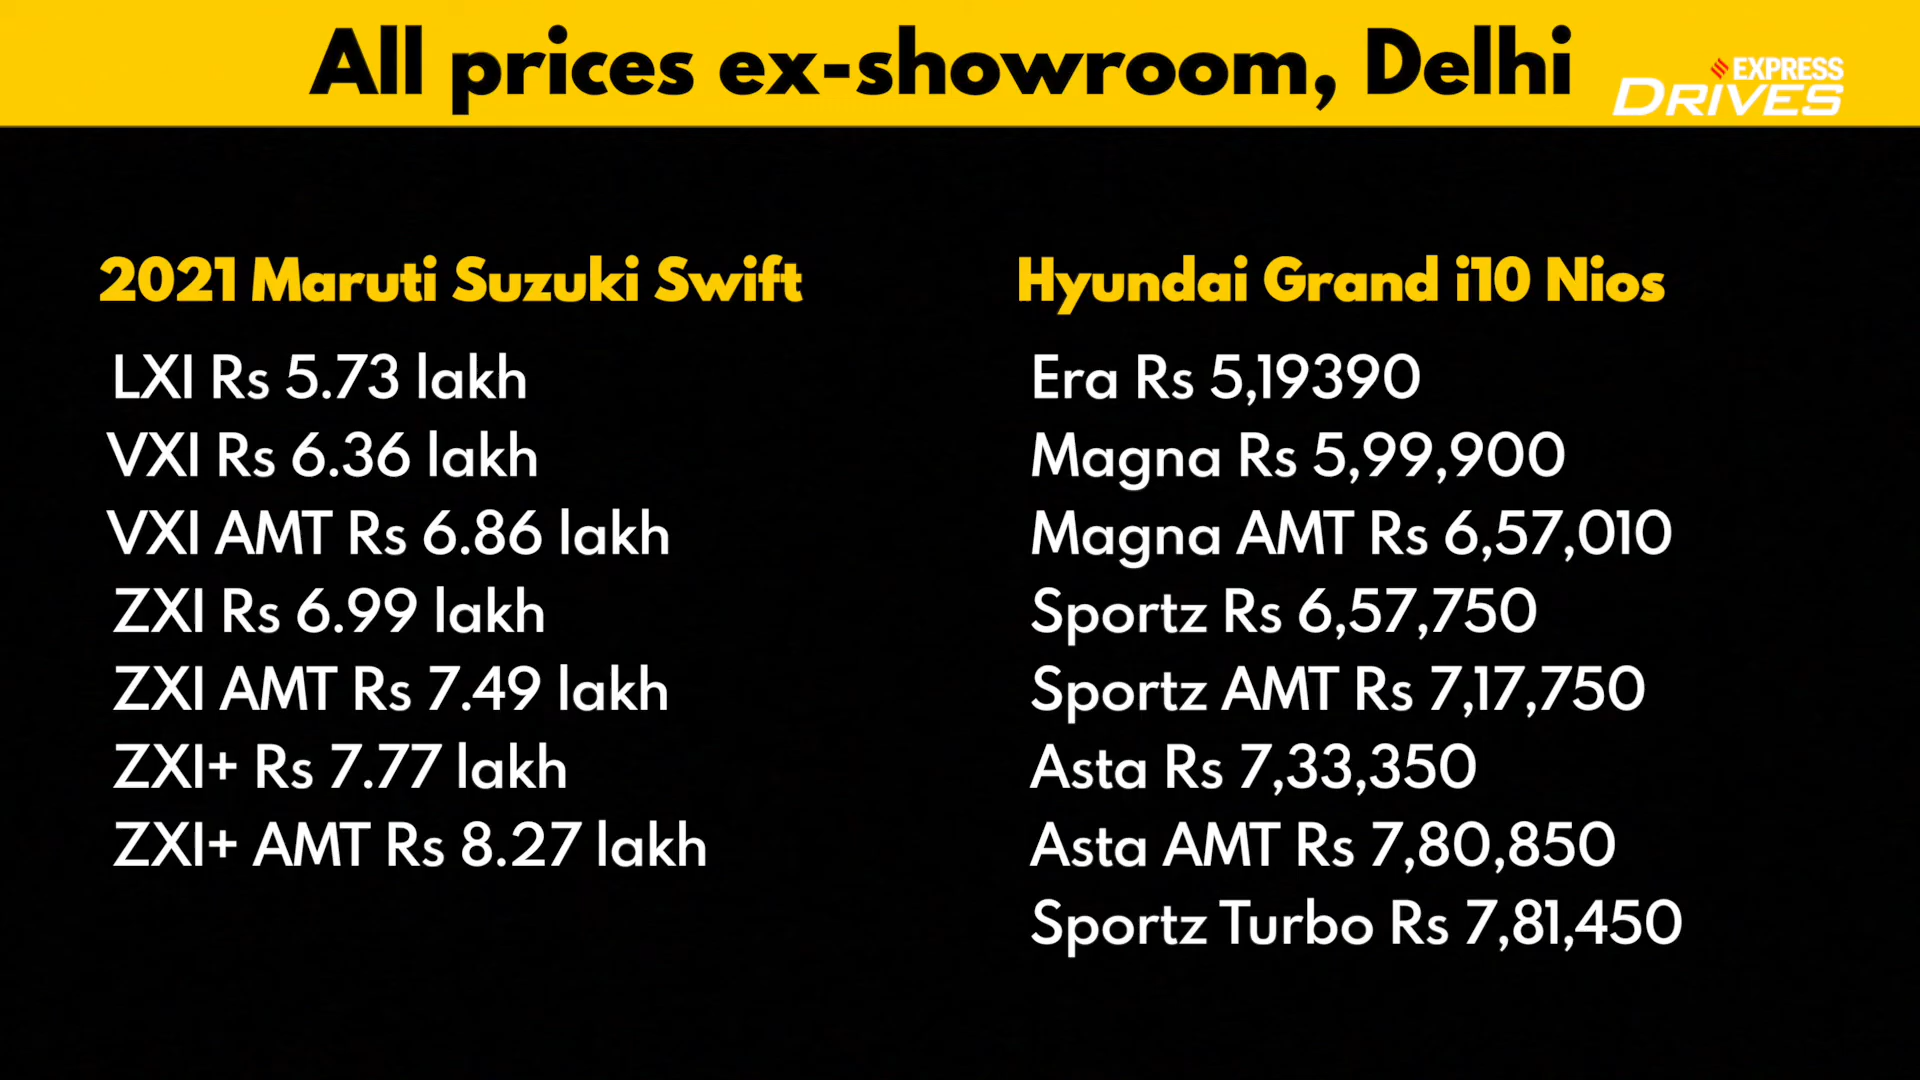 All prices ex-showroom, Delhi
EXPRESS
DRIVES
2021 Maruti Suzuki Swift
LXI Rs 5.73 lakh
VXI Rs 6.36 lakh
VXI AMT Rs 6.86 lakh
ZXI Rs 6.99 lakh
ZXI AMT Rs 7.49 lakh
ZXI+ Rs 7.77 lakh
ZXI+ AMT Rs 8.27 lakh
Hyundai Grand i10 Nios
Era Rs 5,19390
Magna Rs 5,99,900
Magna AMT Rs 6,57,010
Sportz Rs 6,57,750
Sportz AMT Rs 7,17,750
Asta Rs 7,33,350
Asta AMT Rs 7,80,850
Sportz Turbo Rs 7,81,450